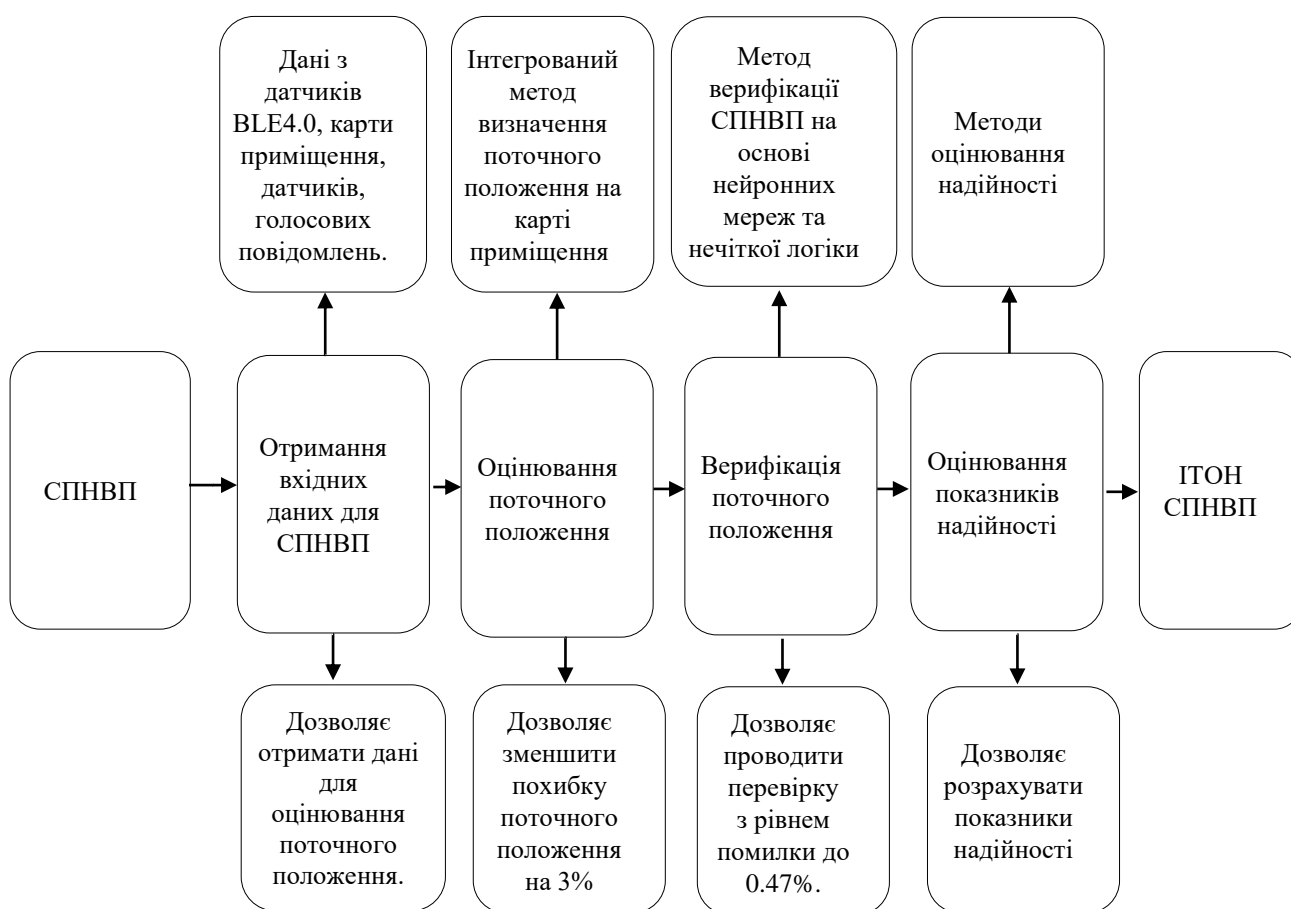 Дані з
датчиків
BLE4.0, карти
приміщення,
датчиків,
голосових
повідомлень.
Інтегрований
метод
визначення
поточного
положення на
карті
приміщення
Метод
верифікації
СПНВП на
основі
нейронних
мереж та
нечіткої логіки
Методи
оцінювання
надійності
СПНВП
Отримання
вхідних
даних для
СПНВП
Оцінювання
поточного
положення
Верифікація
поточного
положення
Оцінювання
показників
надійності
ІТОН
СПНВП
Дозволяє
отримати дані
для
оцінювання
поточного
положення.
Дозволяє
зменшити
похибку
поточного
положення
на 3%
Дозволяє
проводити
перевірку
з рівнем
помилки до
0.47%.
Дозволяє
розрахувати
показники
надійності